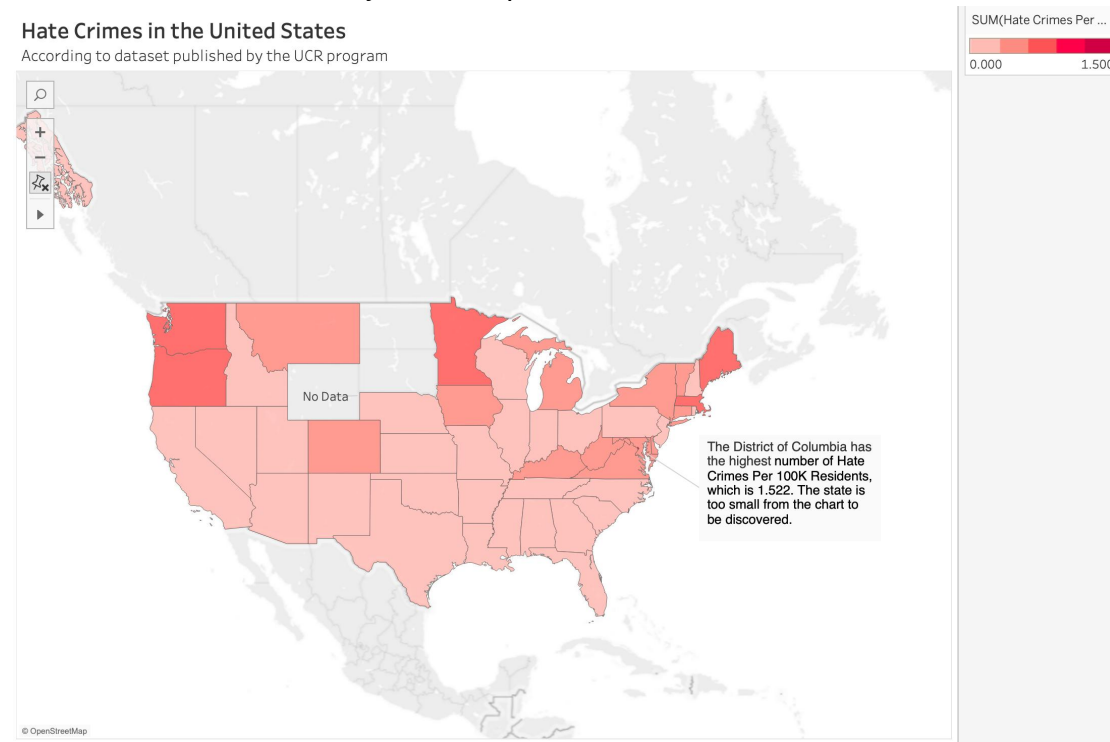 Hate Crimes in the United States
According to dataset published by the UCR program
SUM(Hate Crimes Per ...
0.000
1.500
No Data
The District of Columbia has
the highest number of Hate
Crimes Per 100K Residents,
which is 1.522. The state is
too small from the chart to
be discovered.
© OpenStreetMap